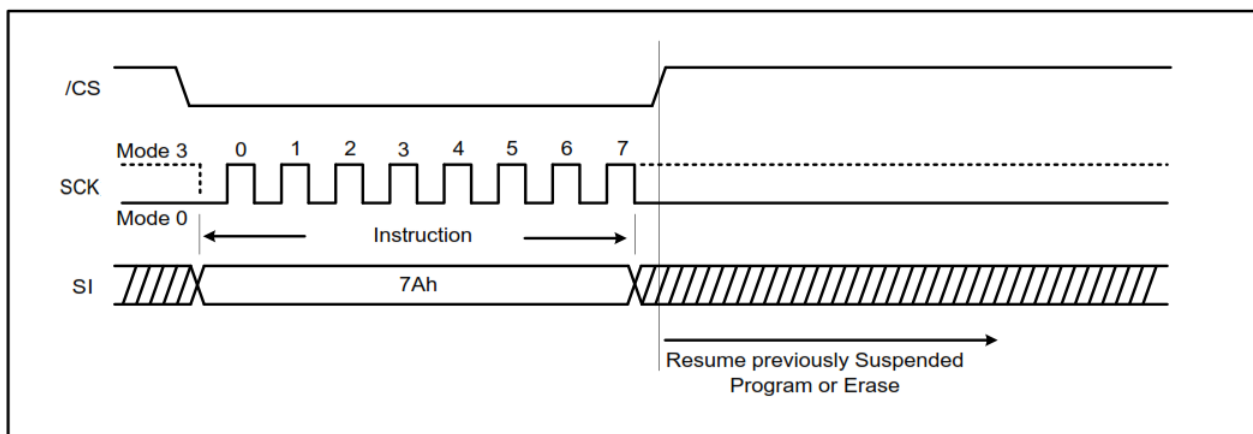 /CS
Mode 3 0 1 2 3 4 5 6 7
SCK
Mode 0
Instruction
SI 7Ah
Resume previously Suspended
Program or Erase